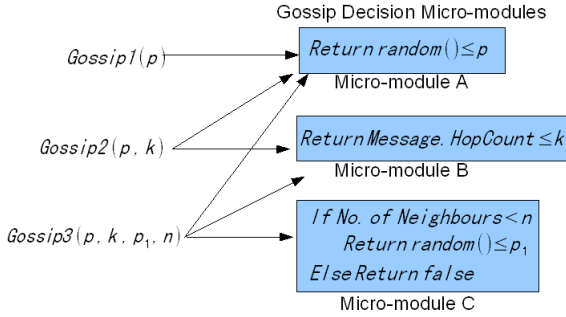 Gossip Decision Micro-modules
Gossip1(p)
Return random()≤p
Micro-module A
Gossip2(p,k)
Return Message.HopCount≤k
Micro-module B
Gossip3(p,k,p₁,n)
If No. of Neighbours<n
Return random()≤p₁
Else Return false
Micro-module C